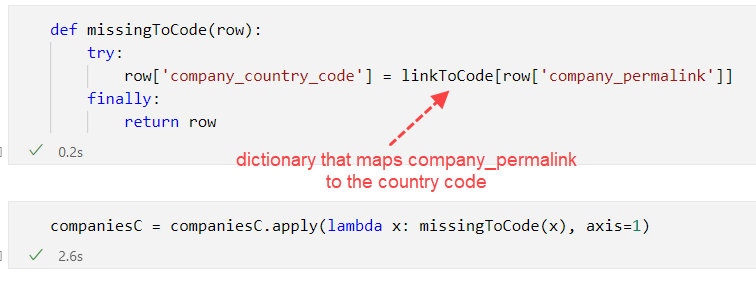 def missingToCode(row):
try:
row['company_country_code'] = linkToCode[row['company_permalink']]
finally:
return row
0.2s
dictionary that maps company_permalink
to the country code
companiesC = companiesC.apply(lambda x: missingToCode(x), axis=1)
2.6s